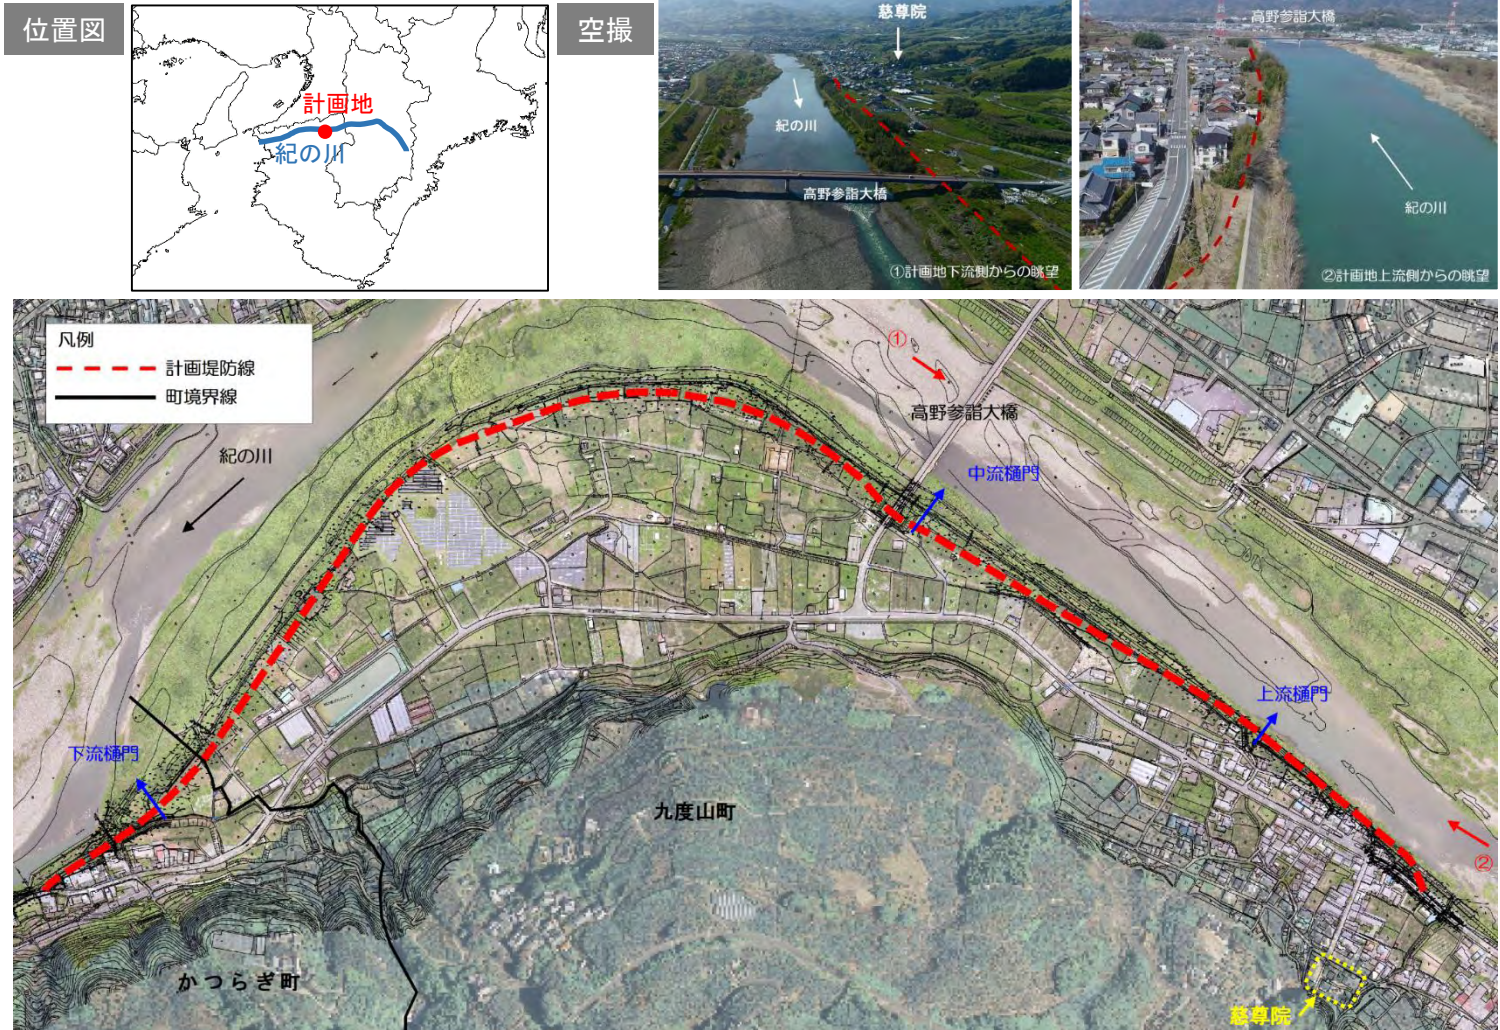 位置図
計画地
紀の川
空撮
慈尊院
紀の川
高野参詣大橋
①計画地下流側からの眺望
高野参詣大橋
紀の川
②計画地上流側からの眺望
凡例
計画堤防線
町境界線
①
高野参詣大橋
紀の川
中流樋門
上流樋門
下流樋門
②
九度山町
かつらぎ町
慈尊院